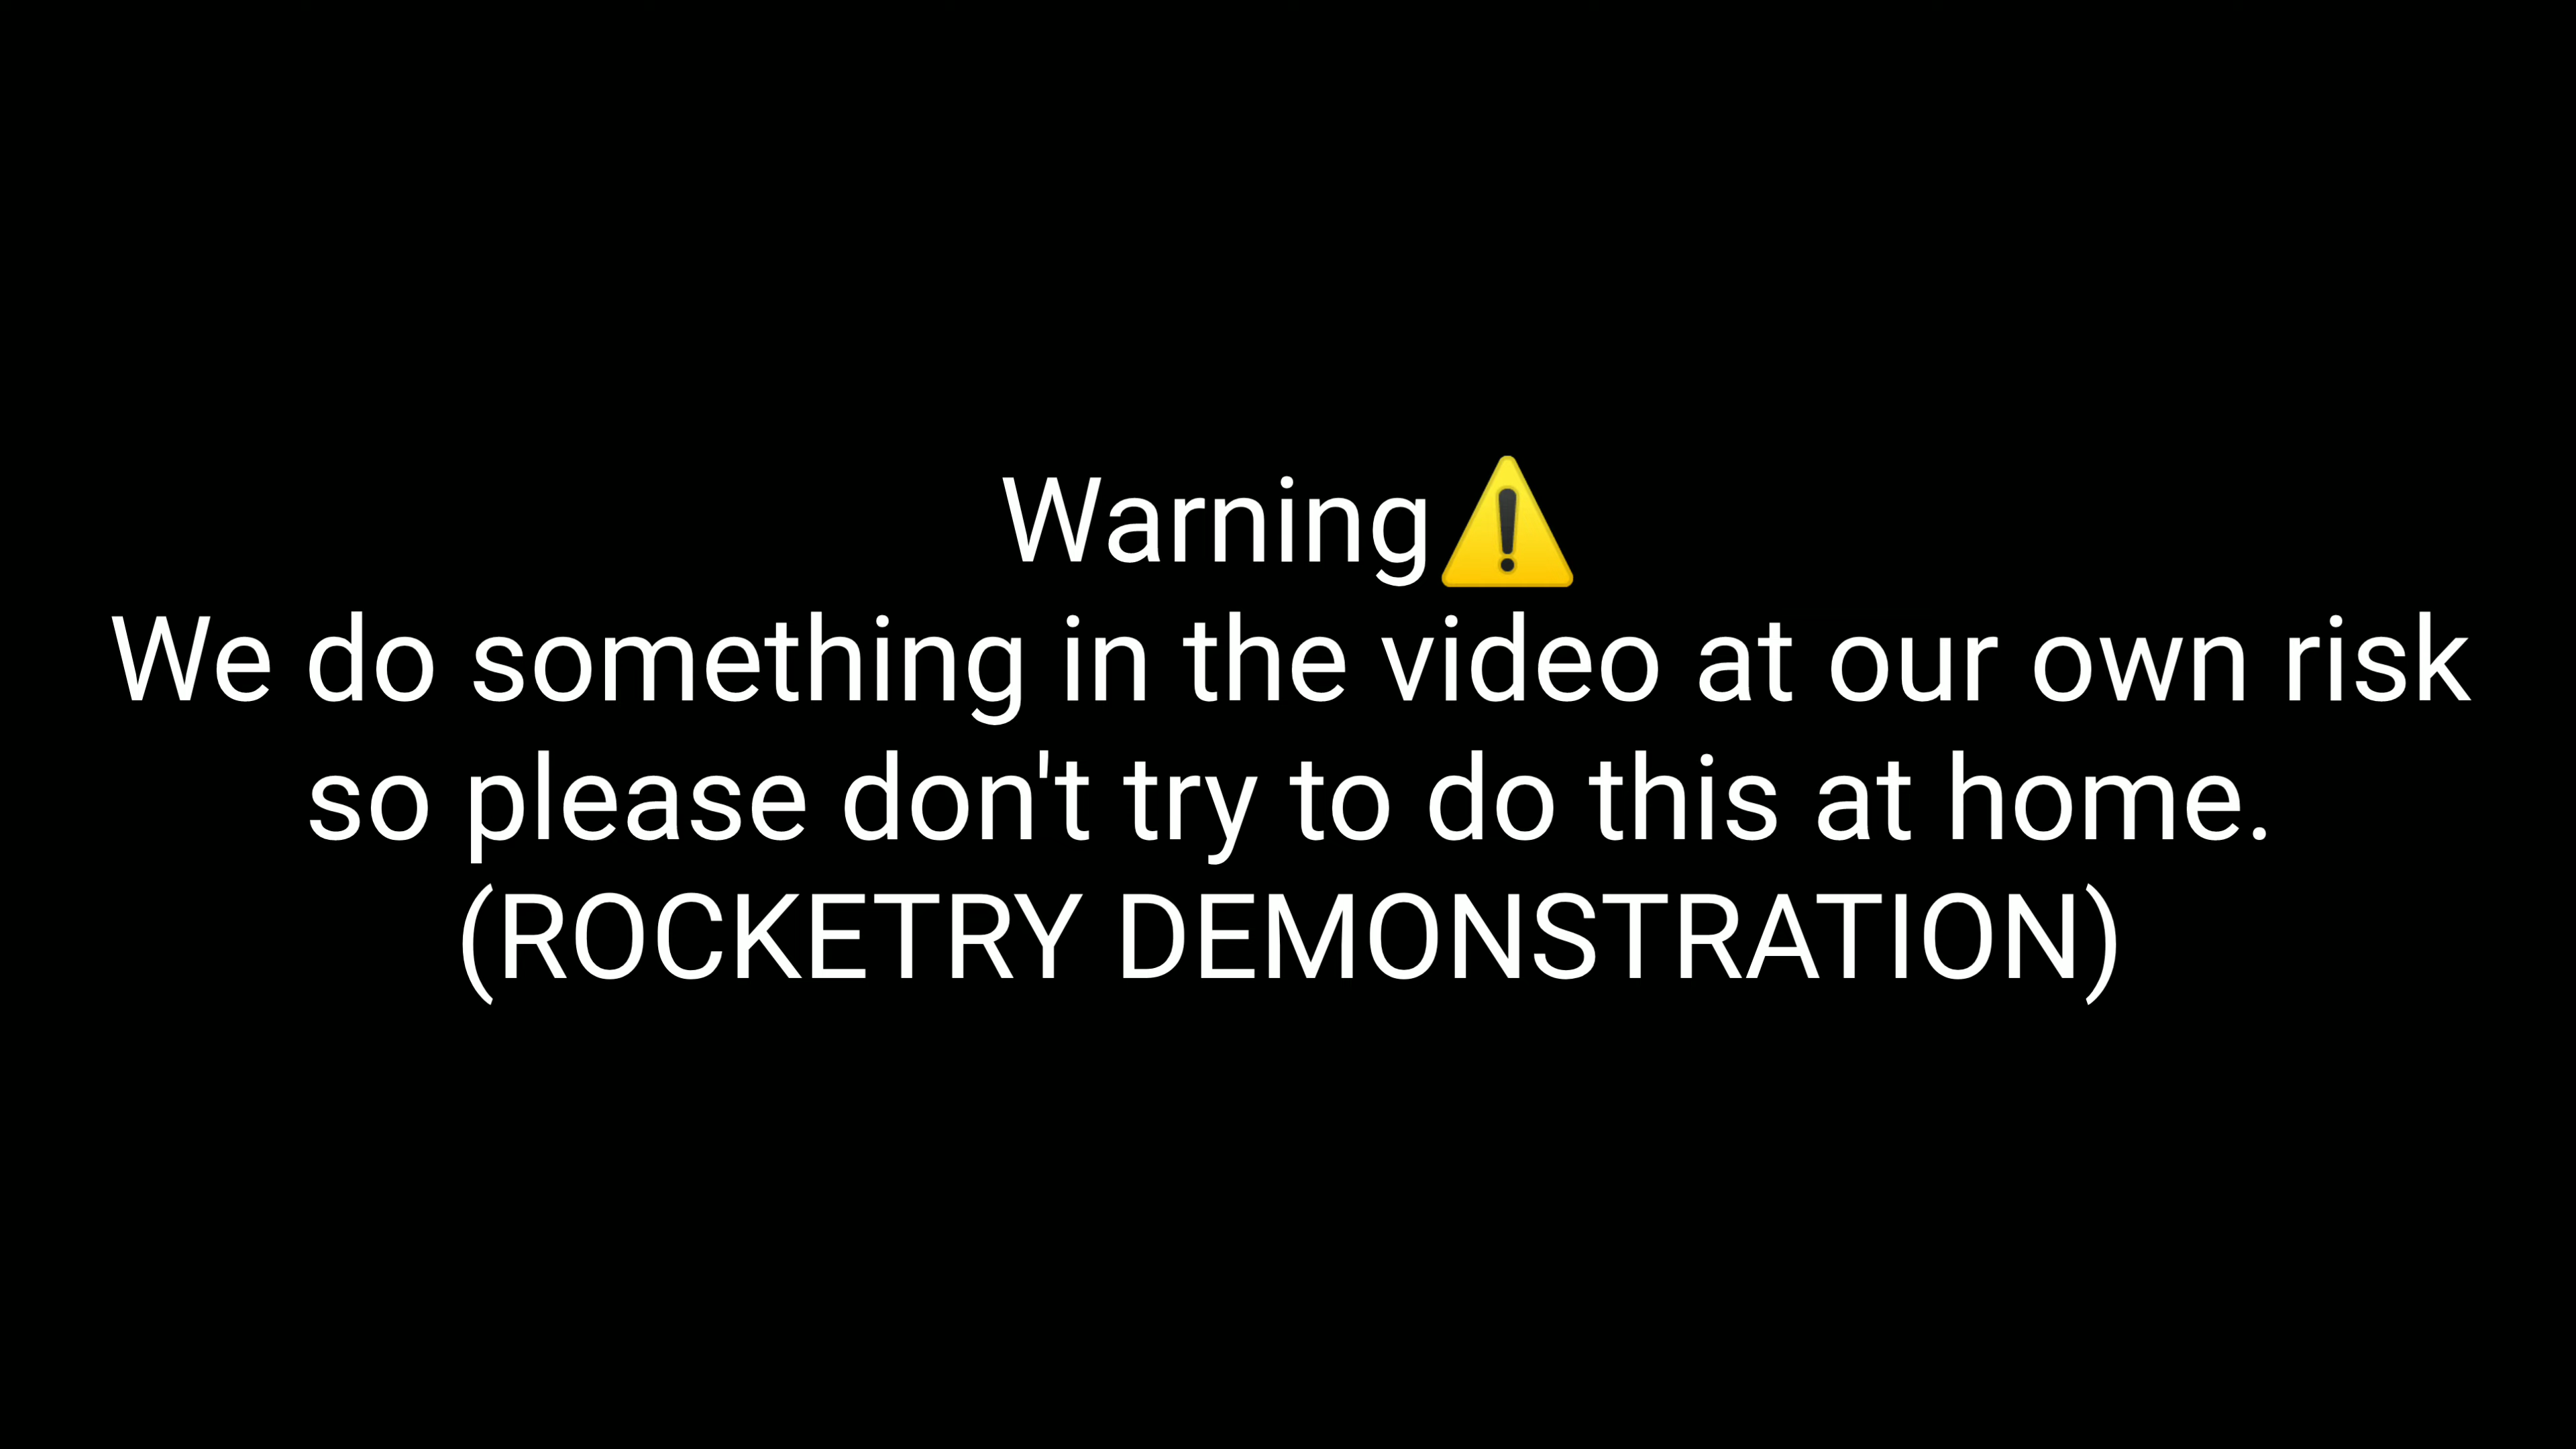 Warning⚠️
We do something in the video at our own risk
so please don't try to do this at home.
(ROCKETRY DEMONSTRATION)